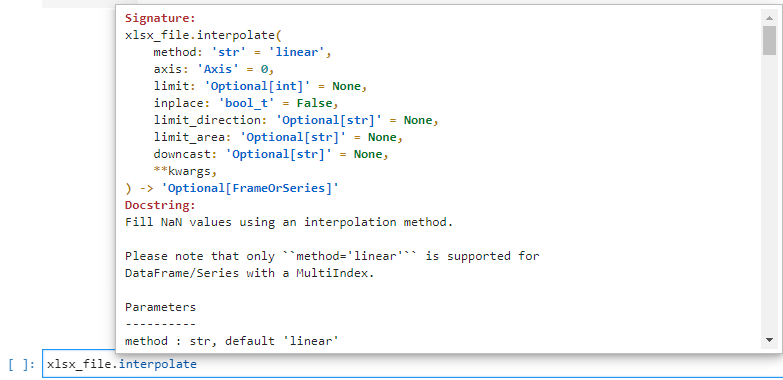 Signature:
xlsx_file.interpolate(
    method: 'str' = 'linear',
    axis: 'Axis' = 0,
    limit: 'Optional[int]' = None,
    inplace: 'bool_t' = False,
    limit_direction: 'Optional[str]' = None,
    limit_area: 'Optional[str]' = None,
    downcast: 'Optional[str]' = None,
    **kwargs,
) -> 'Optional[FrameOrSeries]'
Docstring:
Fill NaN values using an interpolation method.

Please note that only ``method='linear'`` is supported for
DataFrame/Series with a MultiIndex.

Parameters
----------
method : str, default 'linear'
[ ]: xlsx_file.interpolate